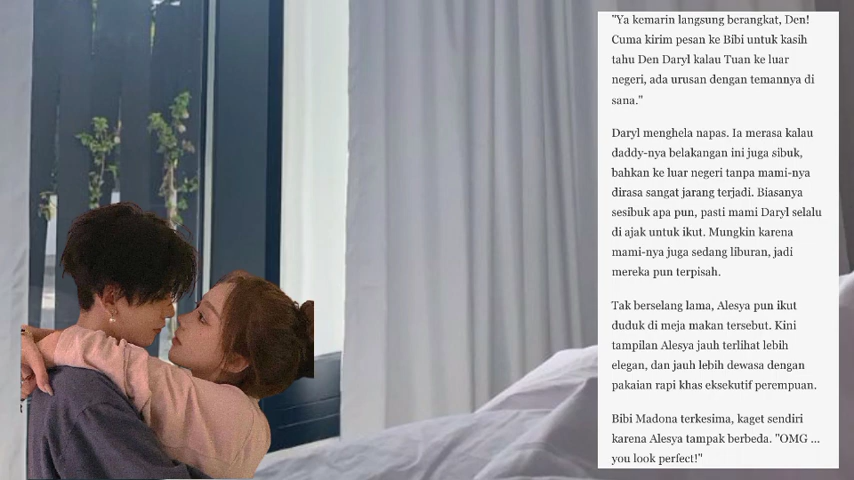 "Ya kemarin langsung berangkat, Den!
Cuma kirim pesan ke Bibi untuk kasih
tahu Den Daryl kalau Tuan ke luar
negeri, ada urusan dengan temannya di
sana."
Daryl menghela napas. Ia merasa kalau
daddy-nya belakangan ini juga sibuk,
bahkan ke luar negeri tanpa mami-nya
dirasa sangat jarang terjadi. Biasanya
sesibuk apa pun, pasti mami Daryl selalu
di ajak untuk ikut. Mungkin karena
mami-nya juga sedang liburan, jadi
mereka pun terpisah.
Tak berselang lama, Alesya pun ikut
duduk di meja makan tersebut. Kini
tampilan Alesya jauh terlihat lebih
elegan, dan jauh lebih dewasa dengan
pakaian rapi khas eksekutif perempuan.
Bibi Madona terkesima, kaget sendiri
karena Alesya tampak berbeda. "OMG ...
you look perfect!"